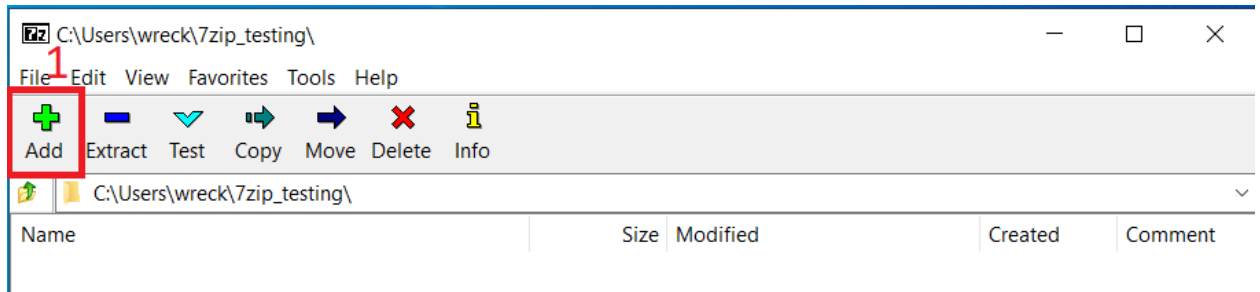 7z C:\Users\wreck\7zip_testing\
1
File Edit View Favorites Tools Help
Add Extract Test Copy Move Delete Info
C:\Users\wreck\7zip_testing\
Name Size Modified Created Comment